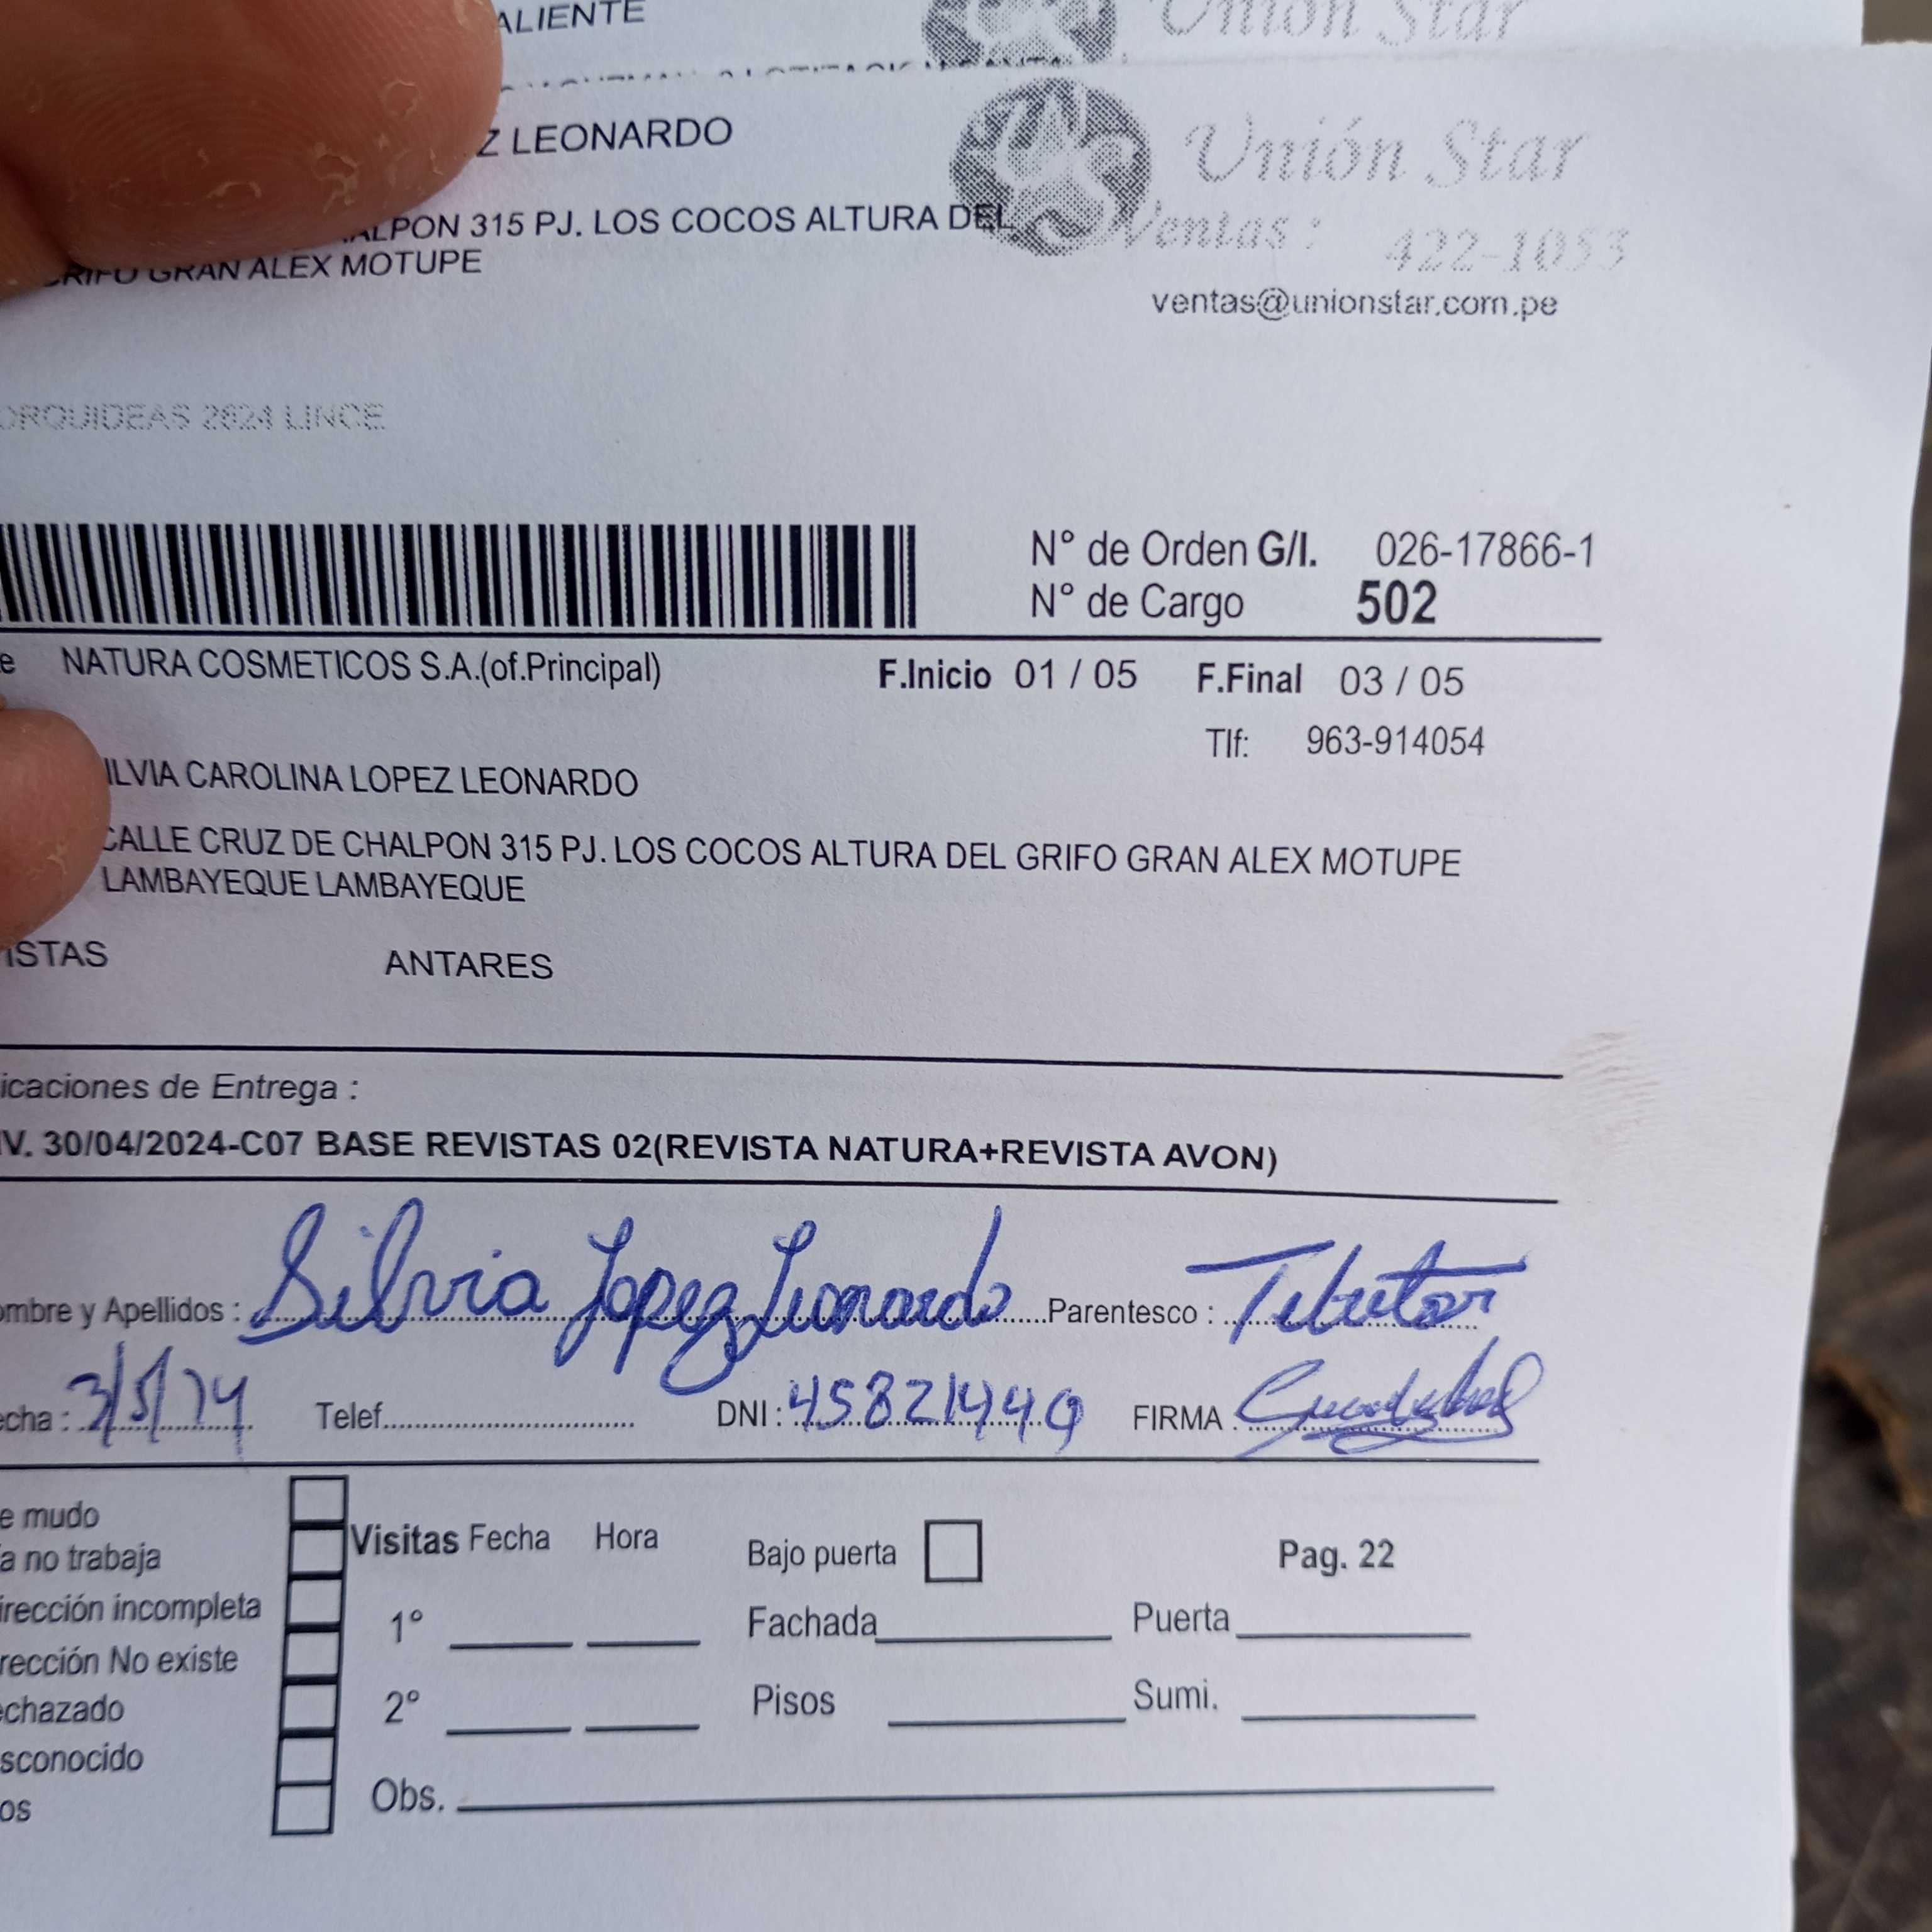 ALIENTE
Unión Star
Z LEONARDO
Unión Star
ALPON 315 PJ. LOS COCOS ALTURA DEL
GRIFO GRAN ALEX MOTUPE
Ventas : 422-1053
ventas@unionstar.com.pe
ORQUIDEAS 2624 LINCE
N° de Orden G/I. 026-17866-1
N° de Cargo 502
e NATURA COSMETICOS S.A.(of.Principal) F.Inicio 01 / 05 F.Final 03 / 05
Tlf: 963-914054
ILVIA CAROLINA LOPEZ LEONARDO
CALLE CRUZ DE CHALPON 315 PJ. LOS COCOS ALTURA DEL GRIFO GRAN ALEX MOTUPE
LAMBAYEQUE LAMBAYEQUE
ISTAS ANTARES
icaciones de Entrega :
V. 30/04/2024-C07 BASE REVISTAS 02(REVISTA NATURA+REVISTA AVON)
ombre y Apellidos : Silvia Lopez Leonardo Parentesco :
echa : 3/5/24 Telef. DNI : 45821449 FIRMA :
e mudo
a no trabaja Visitas Fecha Hora Bajo puerta Pag. 22
irección incompleta 1° Fachada Puerta
rección No existe
echazado 2° Pisos Sumi.
sconocido
os Obs.